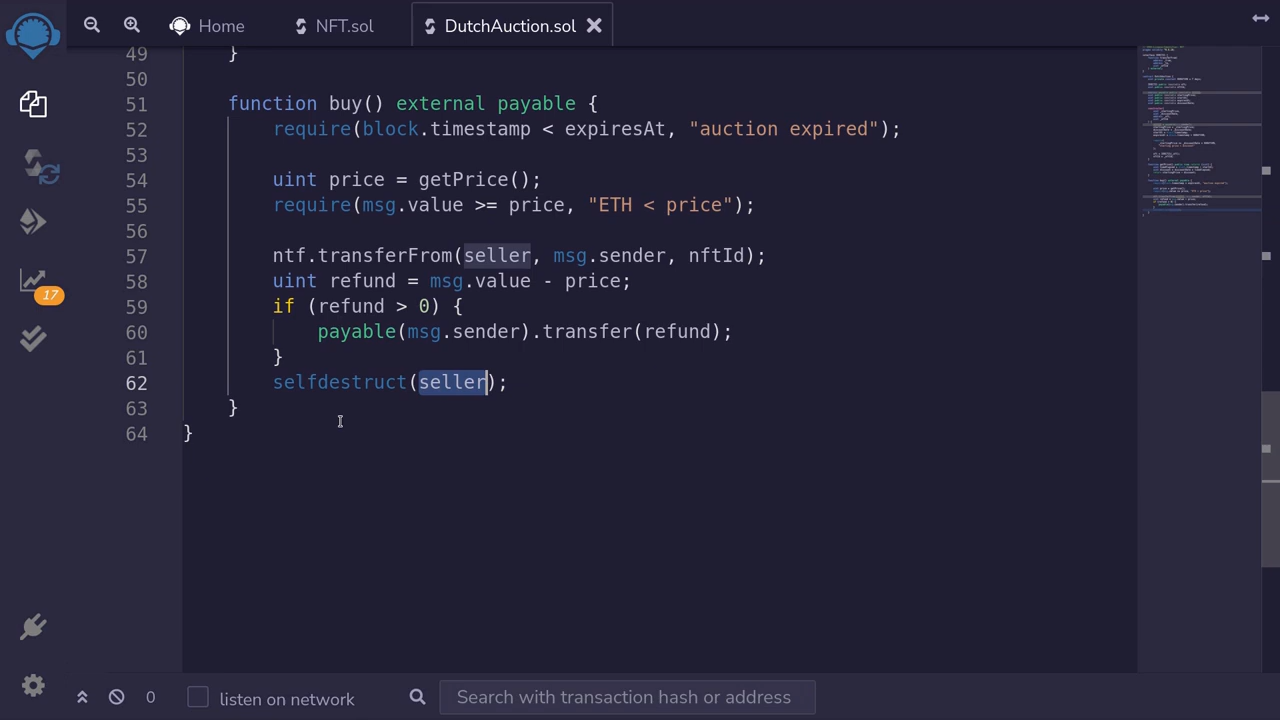 Home
NFT.sol
DutchAuction.sol
49 }
50
51 function buy() external payable {
52 require(block.timestamp < expiresAt, "auction expired");
53
54 uint price = getPrice();
55 require(msg.value >= price, "ETH < price");
56
57 ntf.transferFrom(seller, msg.sender, nftId);
58 uint refund = msg.value - price;
59 if (refund > 0) {
60 payable(msg.sender).transfer(refund);
61 }
62 selfdestruct(seller);
63 }
64 }
17
0
listen on network
Search with transaction hash or address